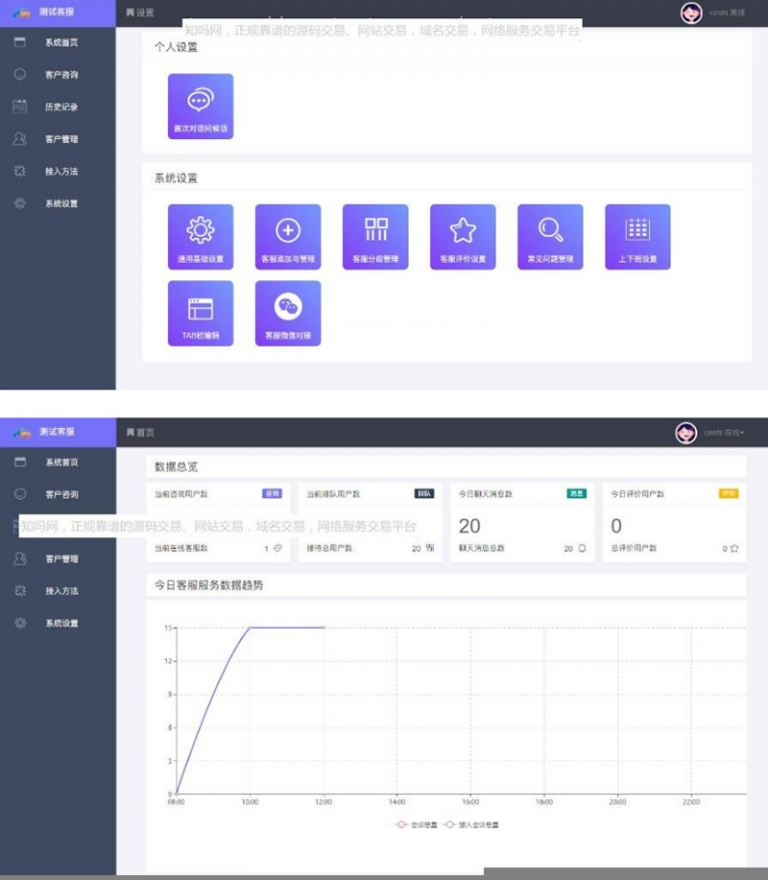 测试客服
设置
ceshi 离线
知吗网，正规靠谱的源码交易、网站交易，域名交易，网络服务交易平台
系统首页
个人设置
客户咨询
历史记录
首次对话问候语
客户管理
接入方法
系统设置
系统设置
通用基础设置
客服添加与管理
客服分组管理
客服评价设置
常见问题管理
上下班设置
TAB栏编辑
客服微信对接
测试客服
首页
ceshi 在线
系统首页
数据总览
客户咨询
当前咨询用户数
咨询
当前排队用户数
排队
今日聊天消息数
消息
今日评价用户数
评价
知吗网，正规靠谱的源码交易、网站交易，域名交易，网络服务交易平台
20
0
客户管理
当前在线客服数 1
接待总用户数 20
聊天消息总数 20
总评价用户数 0
接入方法
今日客服服务数据趋势
系统设置
15
12
9
6
3
0
08:00 10:00 12:00 14:00 16:00 18:00 20:00 22:00
会话总量 接入会话总量